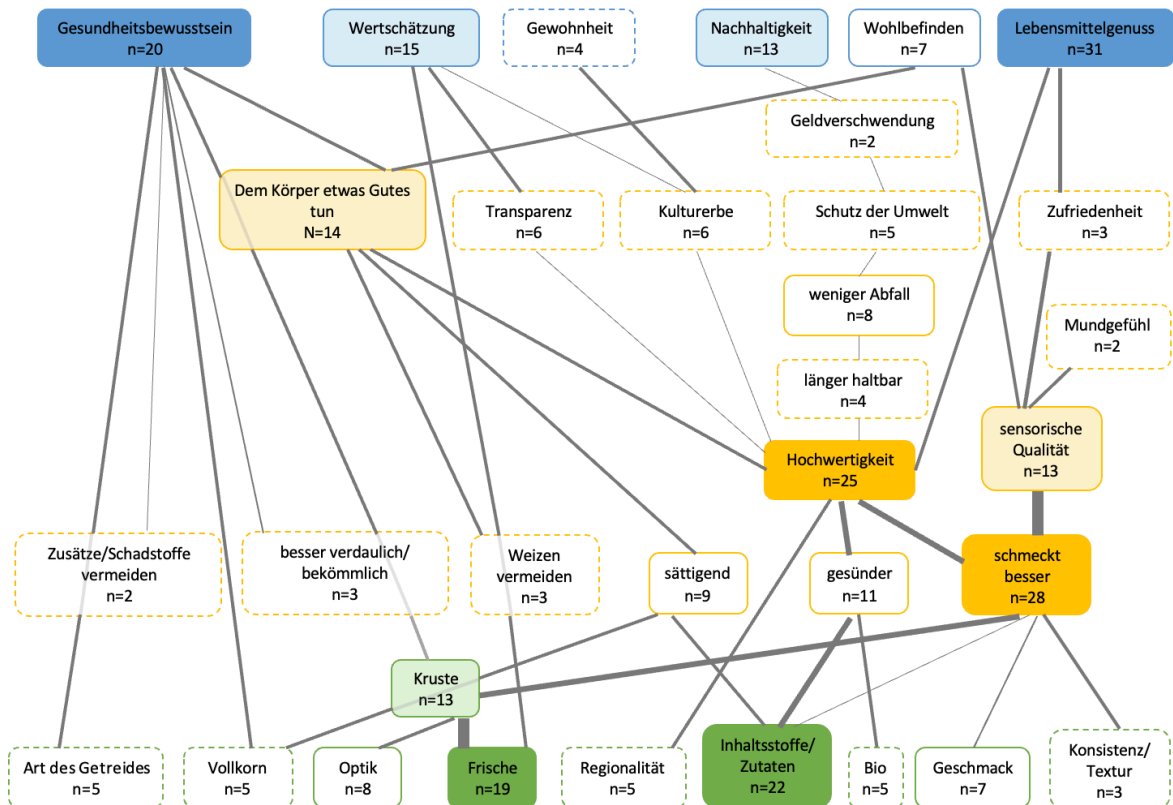 Gesundheitsbewusstsein
n=20
Wertschätzung
n=15
Gewohnheit
n=4
Nachhaltigkeit
n=13
Wohlbefinden
n=7
Lebensmittelgenuss
n=31
Geldverschwendung
n=2
Dem Körper etwas Gutes
tun
N=14
Transparenz
n=6
Kulturerbe
n=6
Schutz der Umwelt
n=5
Zufriedenheit
n=3
weniger Abfall
n=8
Mundgefühl
n=2
länger haltbar
n=4
sensorische
Qualität
n=13
Hochwertigkeit
n=25
Zusätze/Schadstoffe
vermeiden
n=2
besser verdaulich/
bekömmlich
n=3
Weizen
vermeiden
n=3
sättigend
n=9
gesünder
n=11
schmeckt
besser
n=28
Kruste
n=13
Art des Getreides
n=5
Vollkorn
n=5
Optik
n=8
Frische
n=19
Regionalität
n=5
Inhaltsstoffe/
Zutaten
n=22
Bio
n=5
Geschmack
n=7
Konsistenz/
Textur
n=3